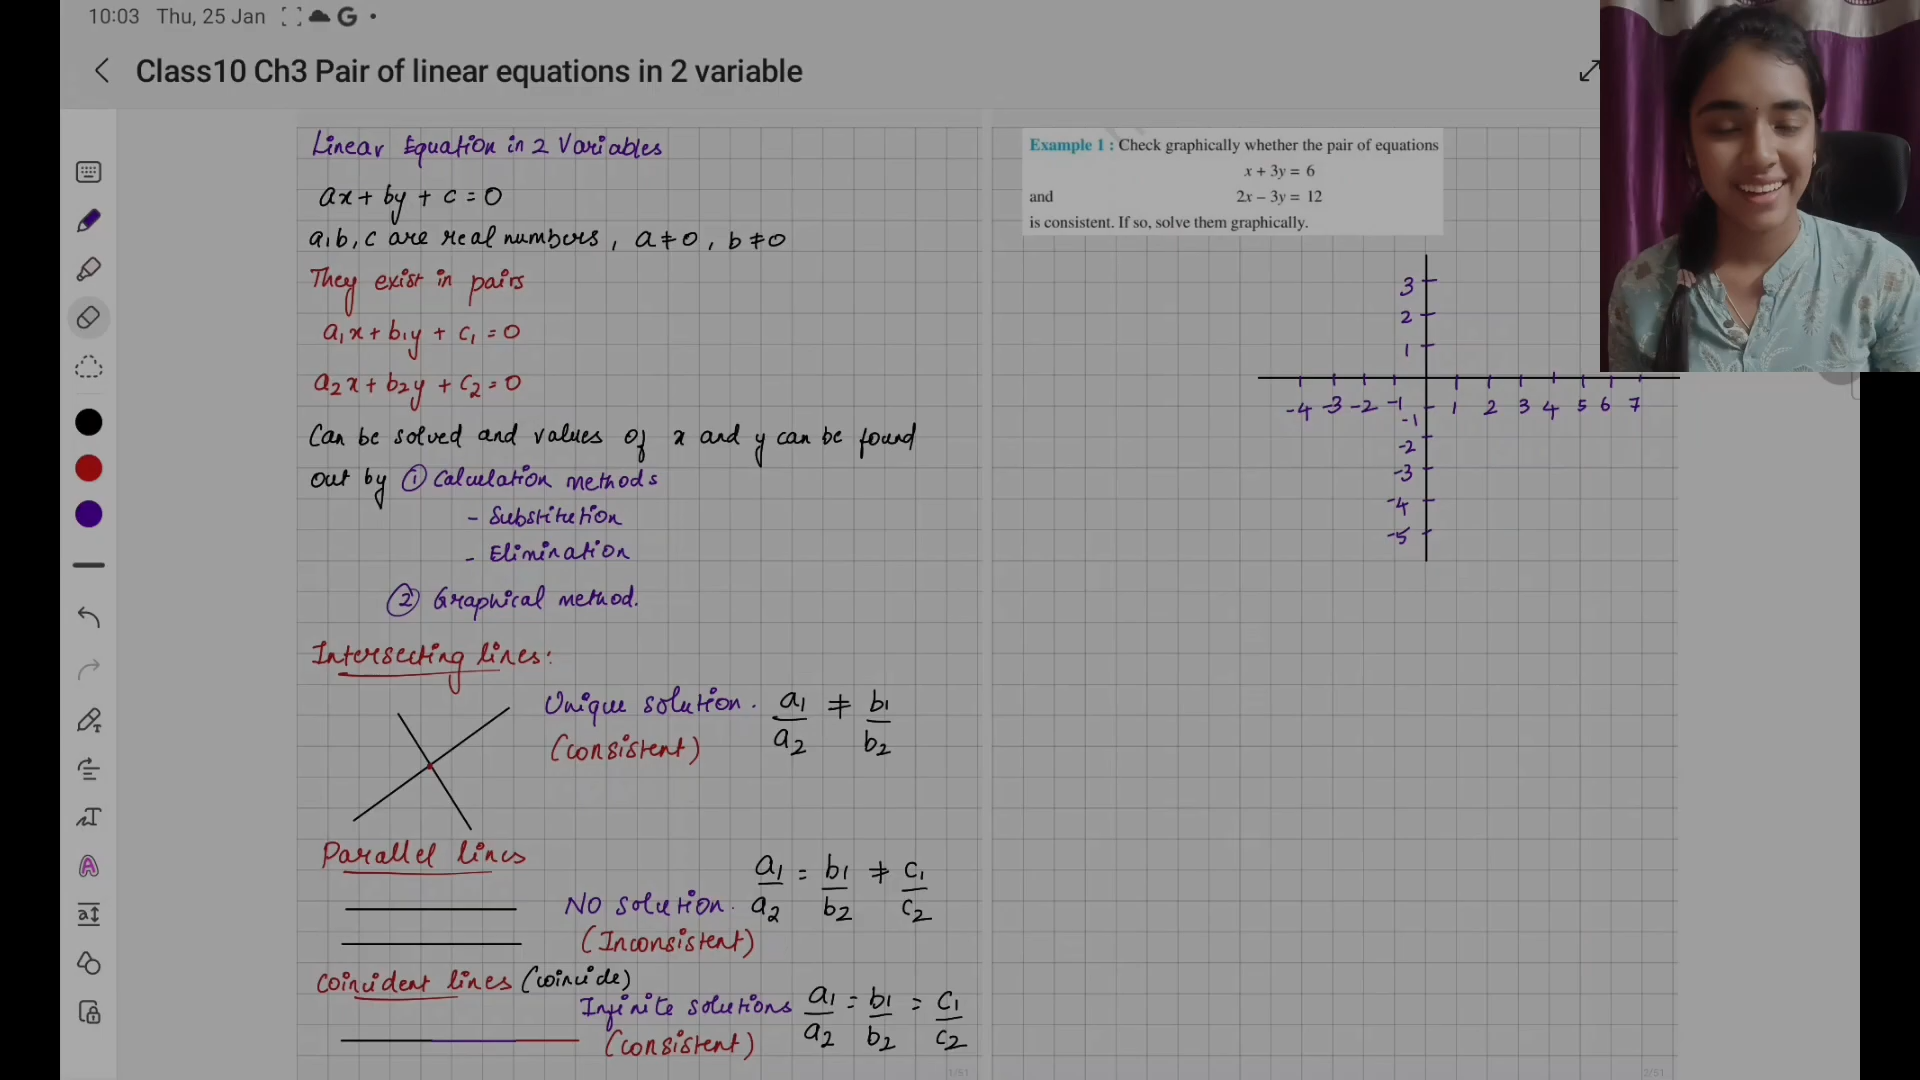 10:03 Thu, 25 Jan
Class10 Ch3 Pair of linear equations in 2 variable
Linear Equation in 2 Variables
ax + by + c = 0
a, b, c are real numbers, a ≠ 0, b ≠ 0
They exist in pairs
a₁x + b₁y + c₁ = 0
a₂x + b₂y + c₂ = 0
Can be solved and values of x and y can be found
out by ① Calculation methods
- Substitution
- Elimination
② Graphical method.
Intersecting lines:
Unique solution. a₁/a₂ ≠ b₁/b₂
(consistent)
Parallel lines
No solution. a₁/a₂ = b₁/b₂ ≠ c₁/c₂
(Inconsistent)
Coincident lines (coincide)
Infinite solutions a₁/a₂ = b₁/b₂ = c₁/c₂
(consistent)
1/51
Example 1 : Check graphically whether the pair of equations
x + 3y = 6
and 2x – 3y = 12
is consistent. If so, solve them graphically.
3
2
1
-4 -3 -2 -1 1 2 3 4 5 6 7
-1
-2
-3
-4
-5